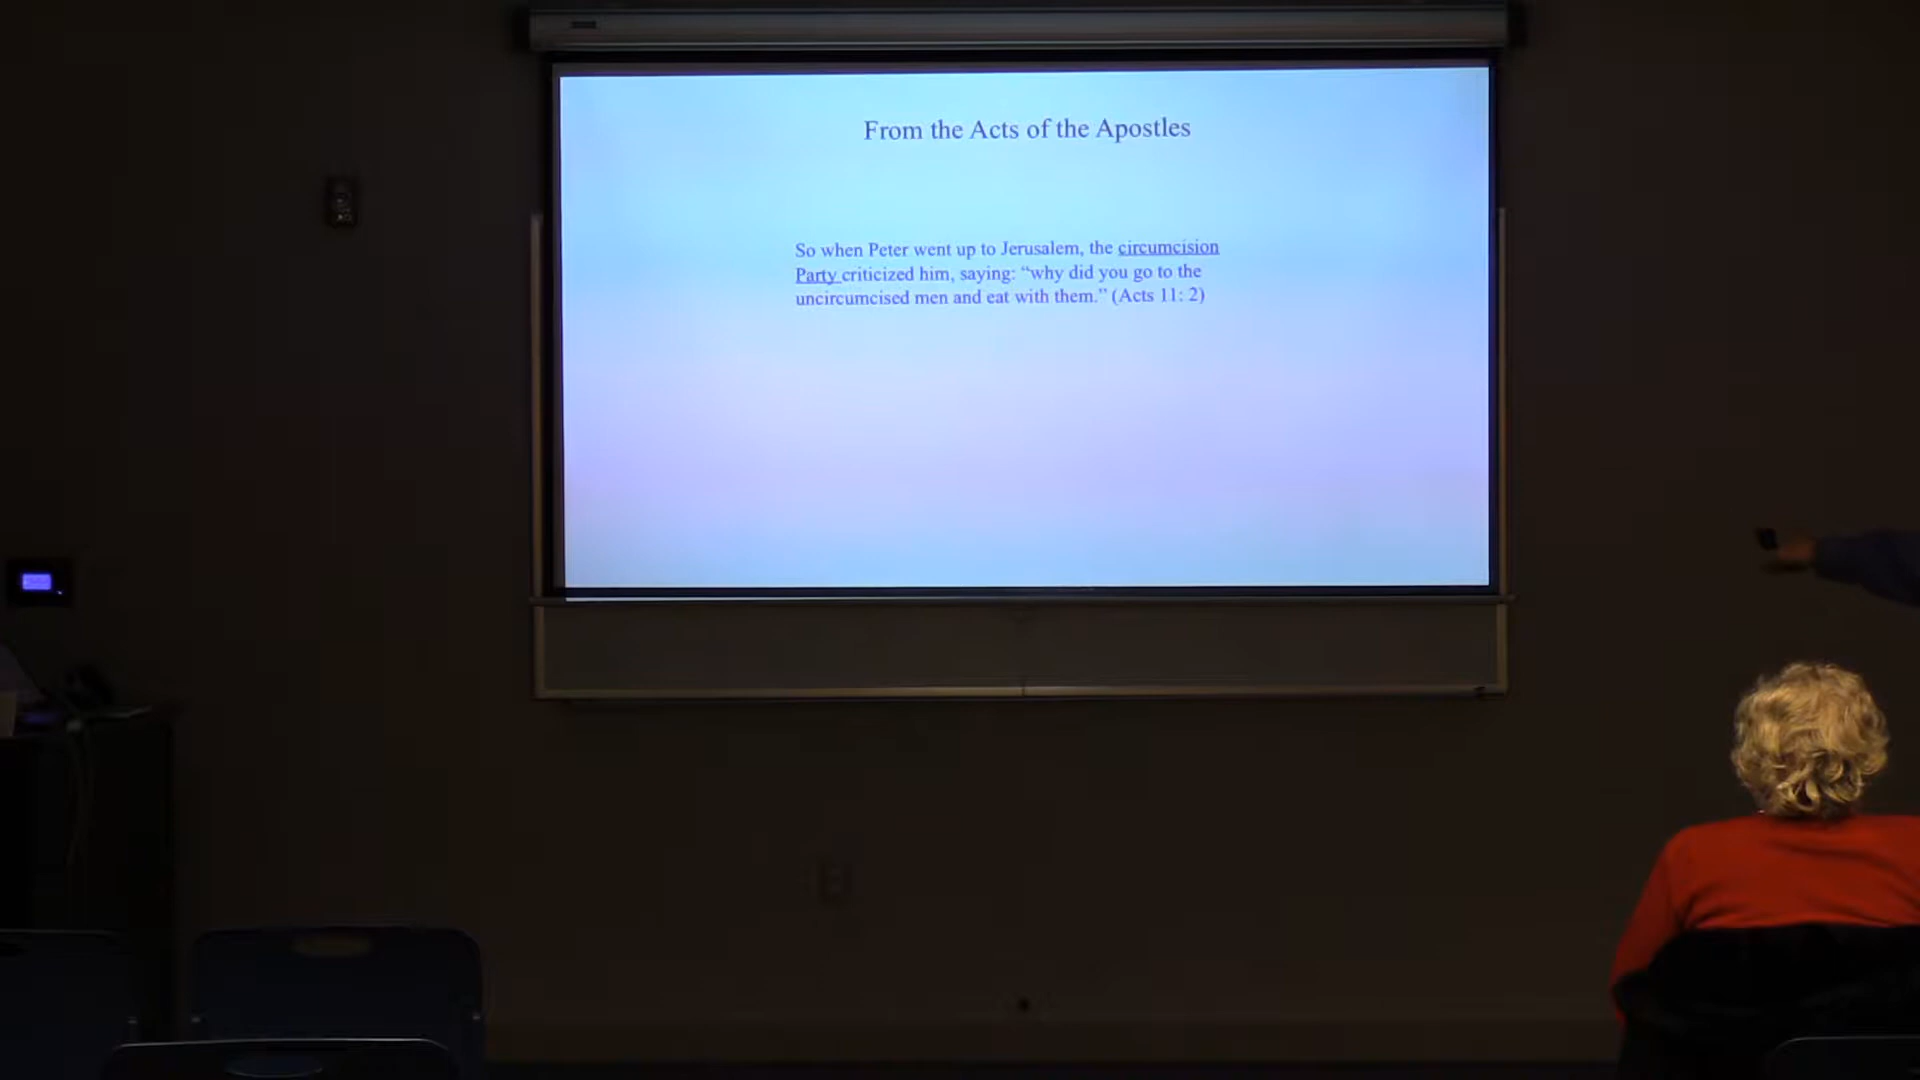 From the Acts of the Apostles
So when Peter went up to Jerusalem, the circumcision
Party criticized him, saying: “why did you go to the
uncircumcised men and eat with them.” (Acts 11: 2)